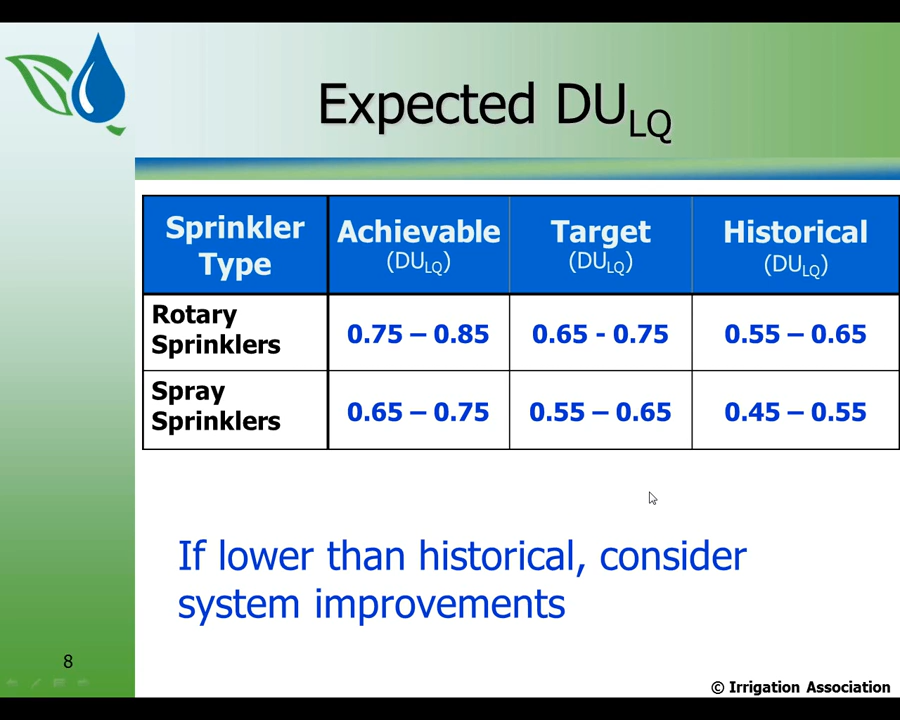 Expected DULQ
Sprinkler Type
Achievable (DULQ)
Target (DULQ)
Historical (DULQ)
Rotary Sprinklers
0.75 – 0.85
0.65 - 0.75
0.55 – 0.65
Spray Sprinklers
0.65 – 0.75
0.55 – 0.65
0.45 – 0.55
If lower than historical, consider
system improvements
8
© Irrigation Association